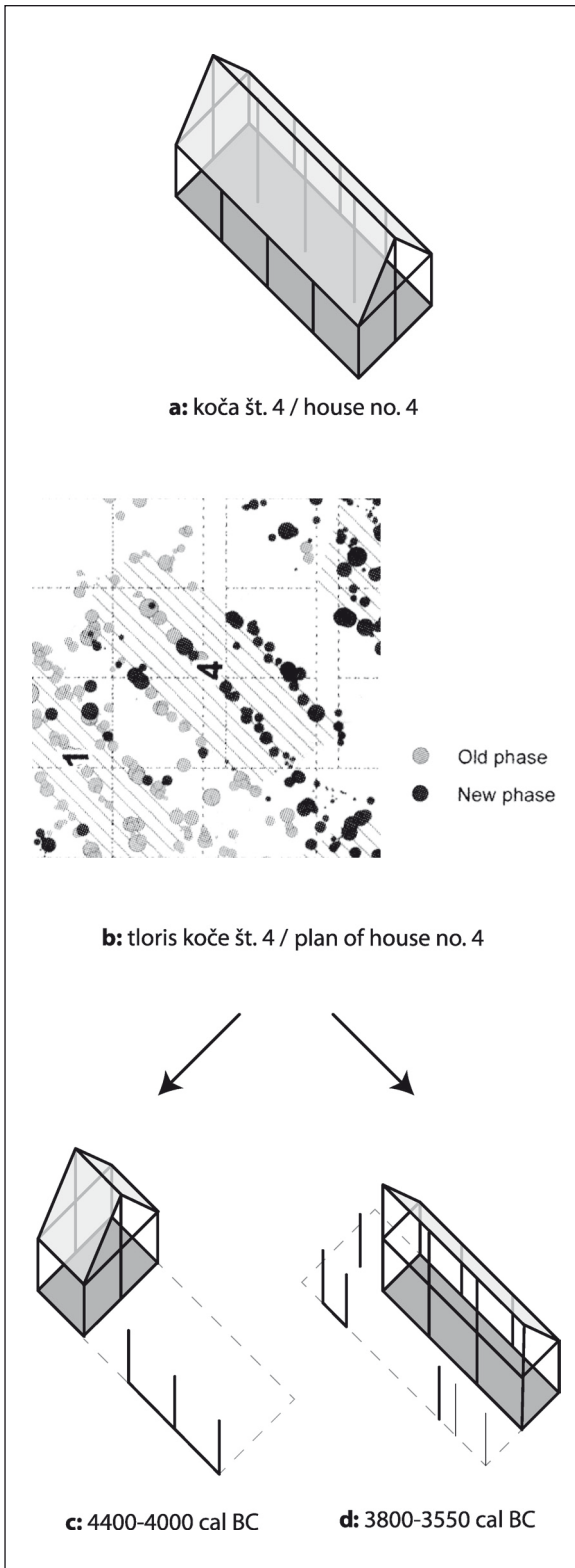 a: koča št. 4 / house no. 4
4
1
Old phase
New phase
b: tloris koče št. 4 / plan of house no. 4
c: 4400-4000 cal BC
d: 3800-3550 cal BC